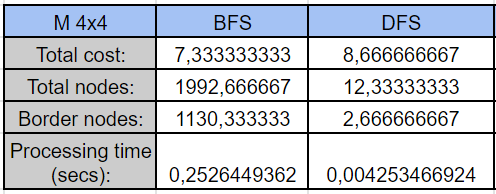 M 4x4 BFS DFS
Total cost: 7,333333333 8,666666667
Total nodes: 1992,666667 12,33333333
Border nodes: 1130,333333 2,666666667
Processing time
(secs): 0,2526449362 0,004253466924